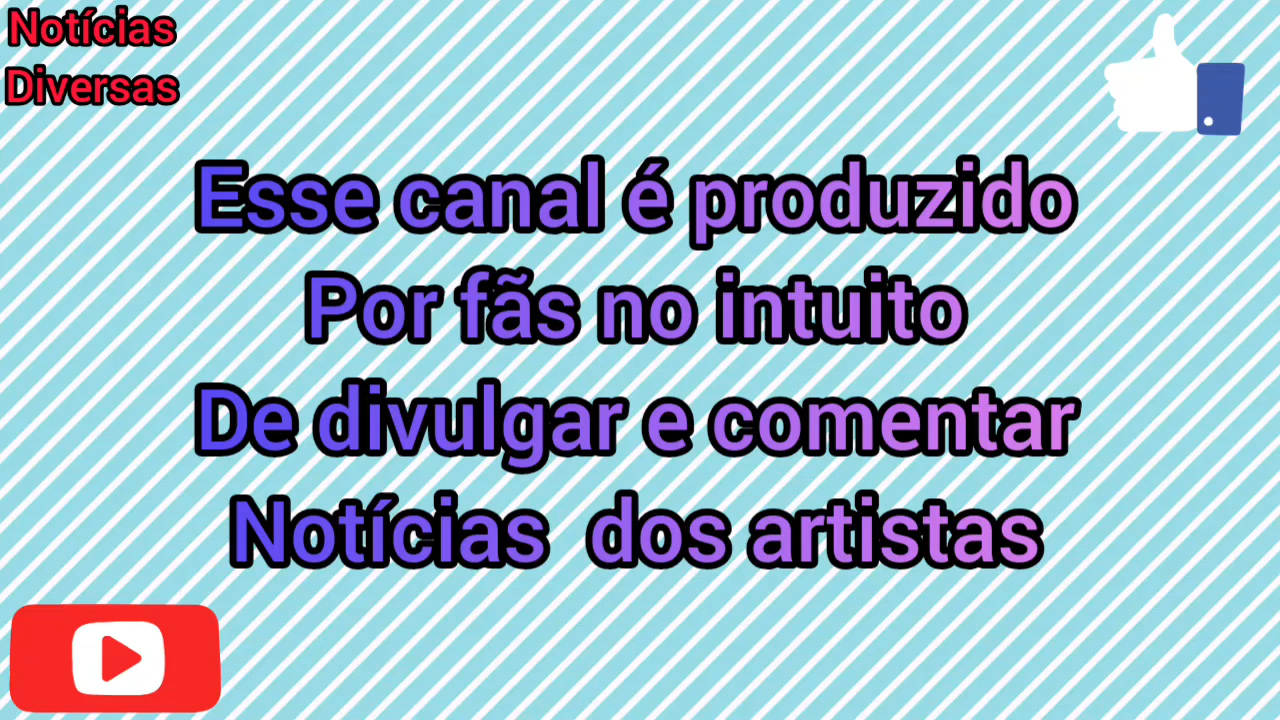 Notícias
Diversas
Esse canal é produzido
Por fãs no intuito
De divulgar e comentar
Notícias  dos artistas